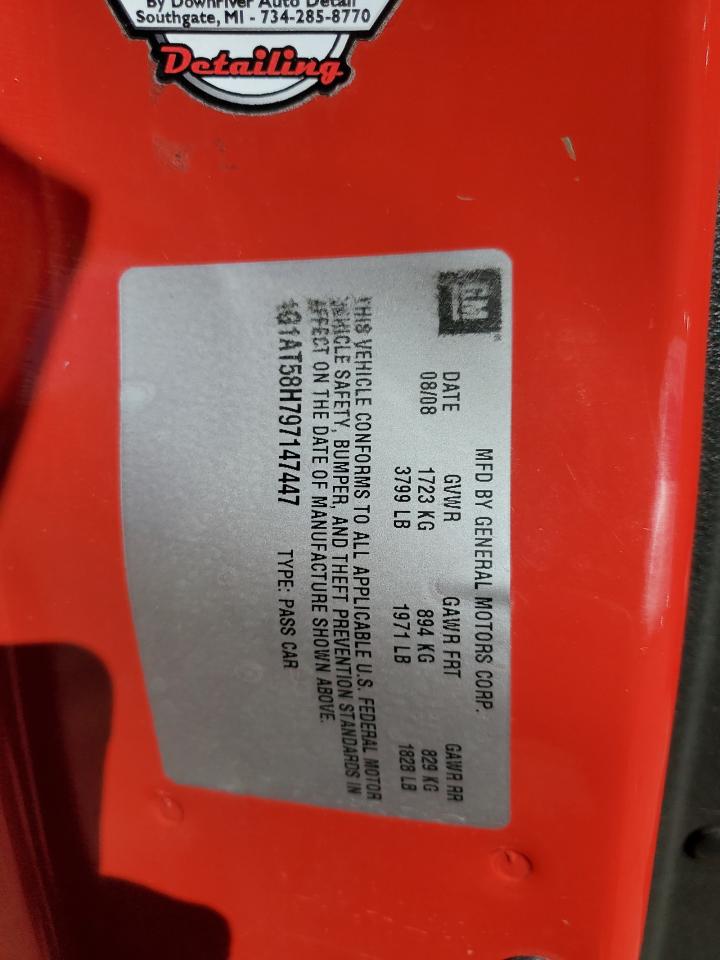 By Downriver Auto Detail
Southgate, MI - 734-285-8770
Detailing
GM
MFD BY GENERAL MOTORS CORP.
DATE GVWR GAWR FRT GAWR RR
08/08 1723 KG 894 KG 829 KG
3799 LB 1971 LB 1828 LB
THIS VEHICLE CONFORMS TO ALL APPLICABLE U.S. FEDERAL MOTOR
VEHICLE SAFETY, BUMPER, AND THEFT PREVENTION STANDARDS IN
EFFECT ON THE DATE OF MANUFACTURE SHOWN ABOVE.
1G1AT58H797147447 TYPE: PASS CAR